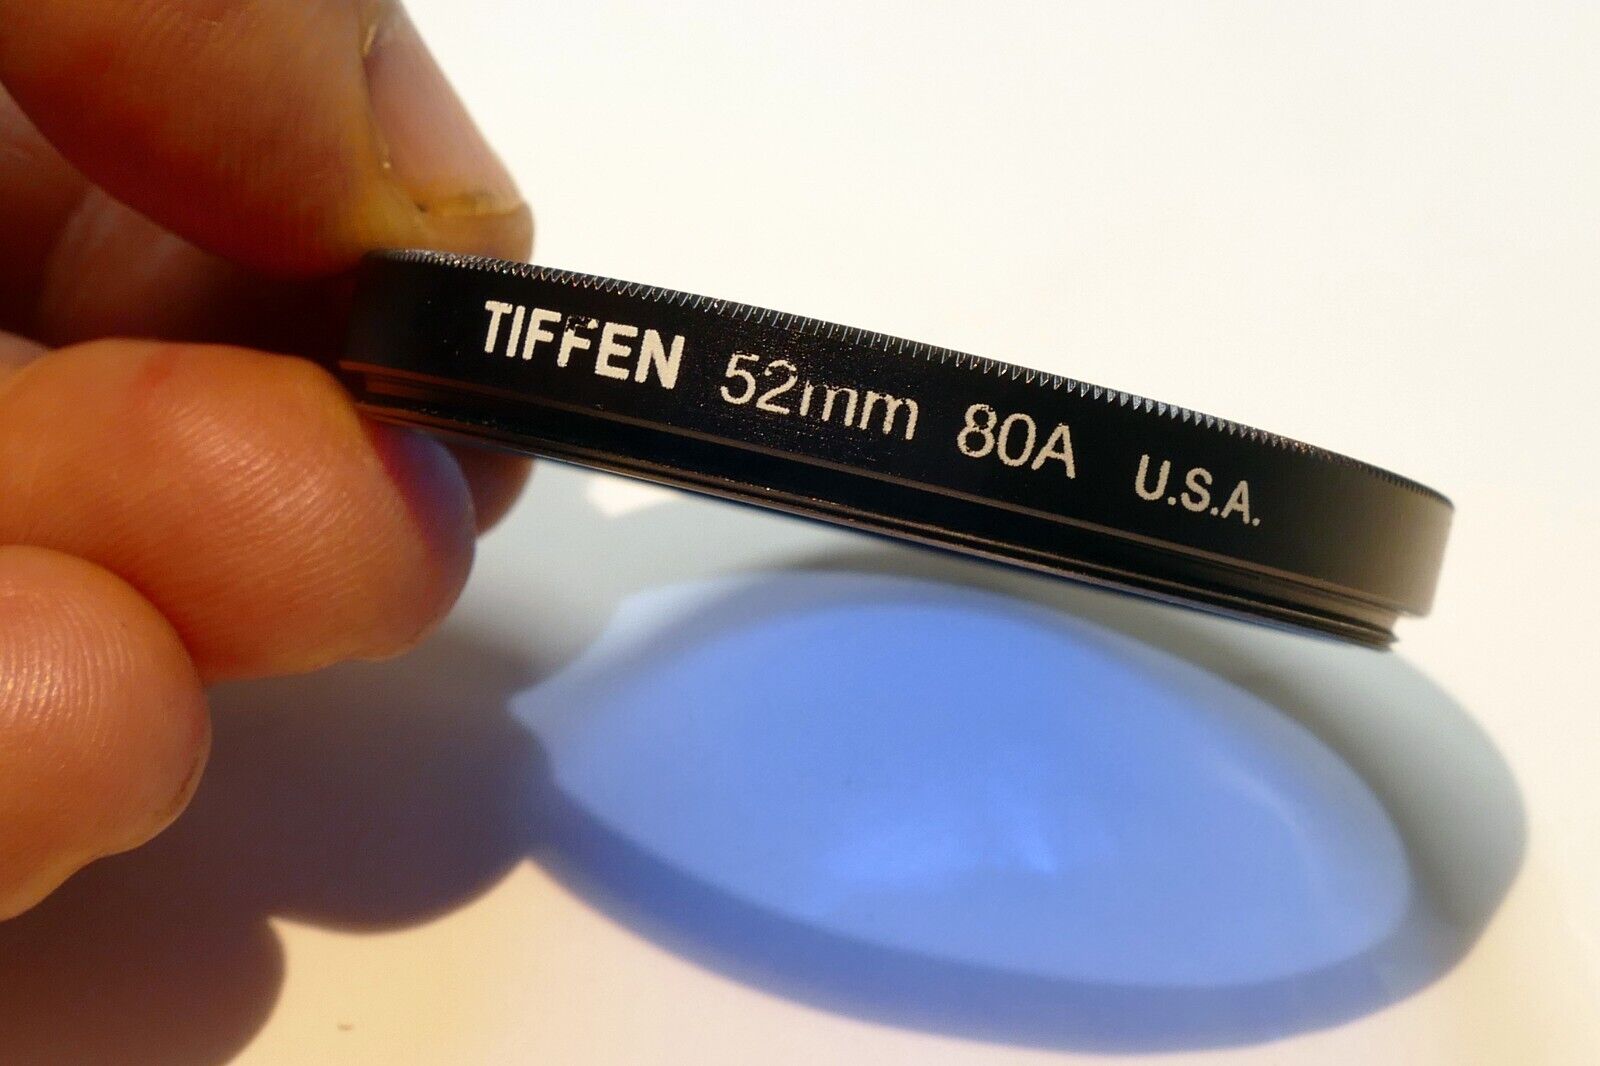 TIFFEN 52mm 80A U.S.A.